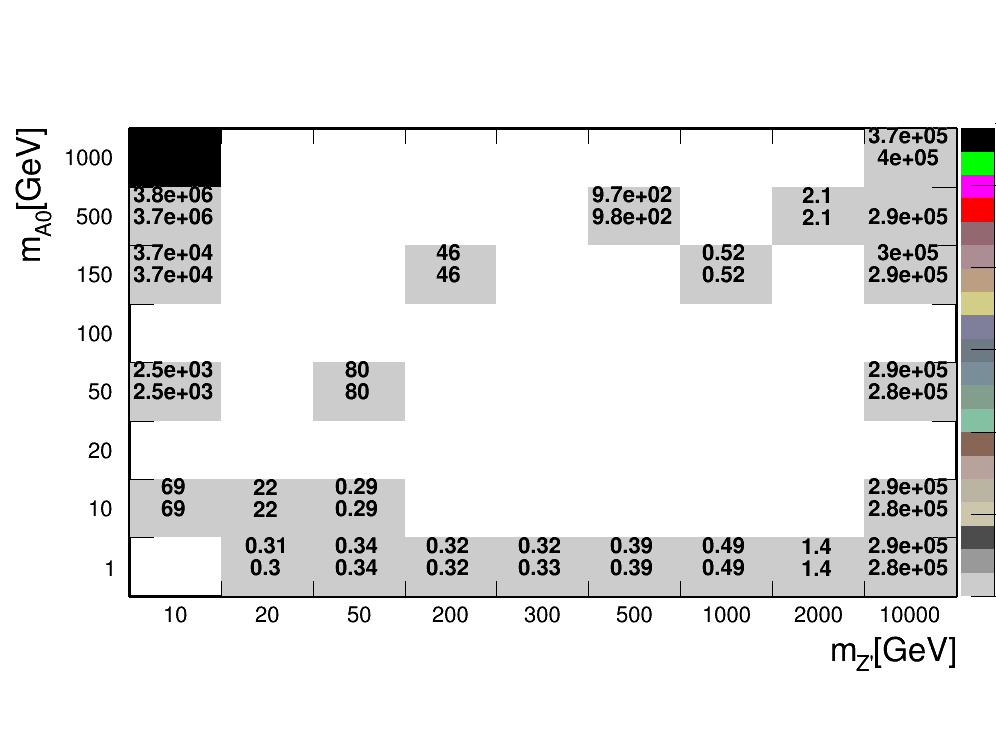 m_A0[GeV]
1000
3.7e+05
4e+05
500
3.8e+06
9.7e+02
2.1
3.7e+06
9.8e+02
2.1
2.9e+05
150
3.7e+04
46
0.52
3e+05
3.7e+04
46
0.52
2.9e+05
100
50
2.5e+03
80
2.9e+05
2.5e+03
80
2.8e+05
20
10
69
22
0.29
2.9e+05
69
22
0.29
2.8e+05
1
0.31
0.34
0.32
0.32
0.39
0.49
1.4
2.9e+05
0.3
0.34
0.32
0.33
0.39
0.49
1.4
2.8e+05
10 20 50 200 300 500 1000 2000 10000
m_Z'[GeV]